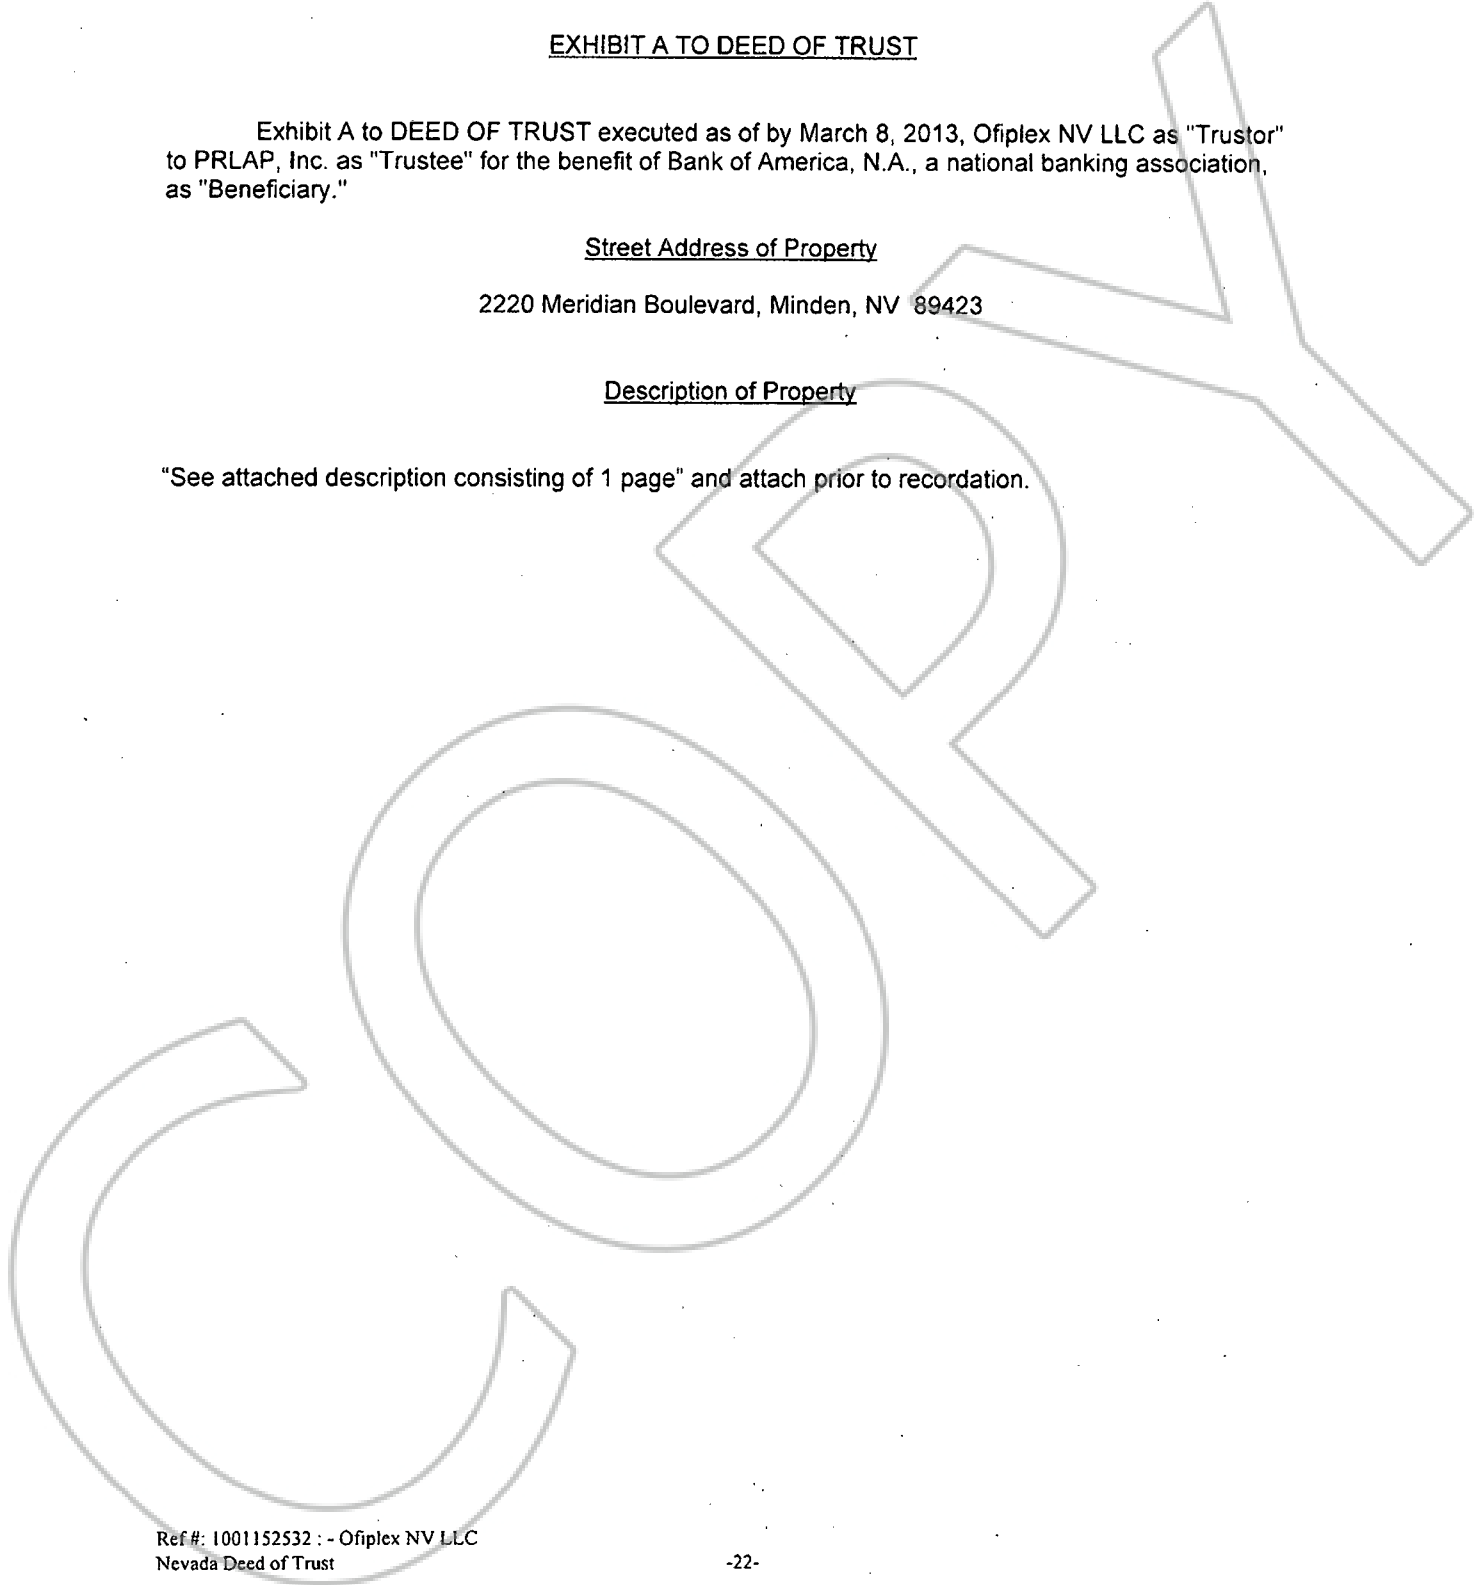 EXHIBIT A TO DEED OF TRUST
Exhibit A to DEED OF TRUST executed as of by March 8, 2013, Ofiplex NV LLC as "Trustor"
to PRLAP, Inc. as "Trustee" for the benefit of Bank of America, N.A., a national banking association,
as "Beneficiary."
Street Address of Property
2220 Meridian Boulevard, Minden, NV 89423
Description of Property
“See attached description consisting of 1 page” and attach prior to recordation.
COPY
Ref #: 1001152532 : - Ofiplex NV LLC
Nevada Deed of Trust
-22-